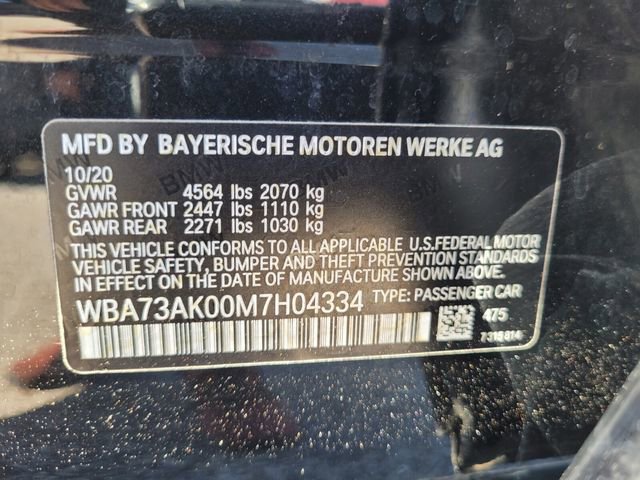 MFD BY BAYERISCHE MOTOREN WERKE AG
10/20
GVWR 4564 lbs 2070 kg
GAWR FRONT 2447 lbs 1110 kg
GAWR REAR 2271 lbs 1030 kg
THIS VEHICLE CONFORMS TO ALL APPLICABLE U.S.FEDERAL MOTOR
VEHICLE SAFETY, BUMPER AND THEFT PREVENTION STANDARDS
IN EFFECT ON THE DATE OF MANUFACTURE SHOWN ABOVE.
WBA73AK00M7H04334 TYPE: PASSENGER CAR
475
7316814